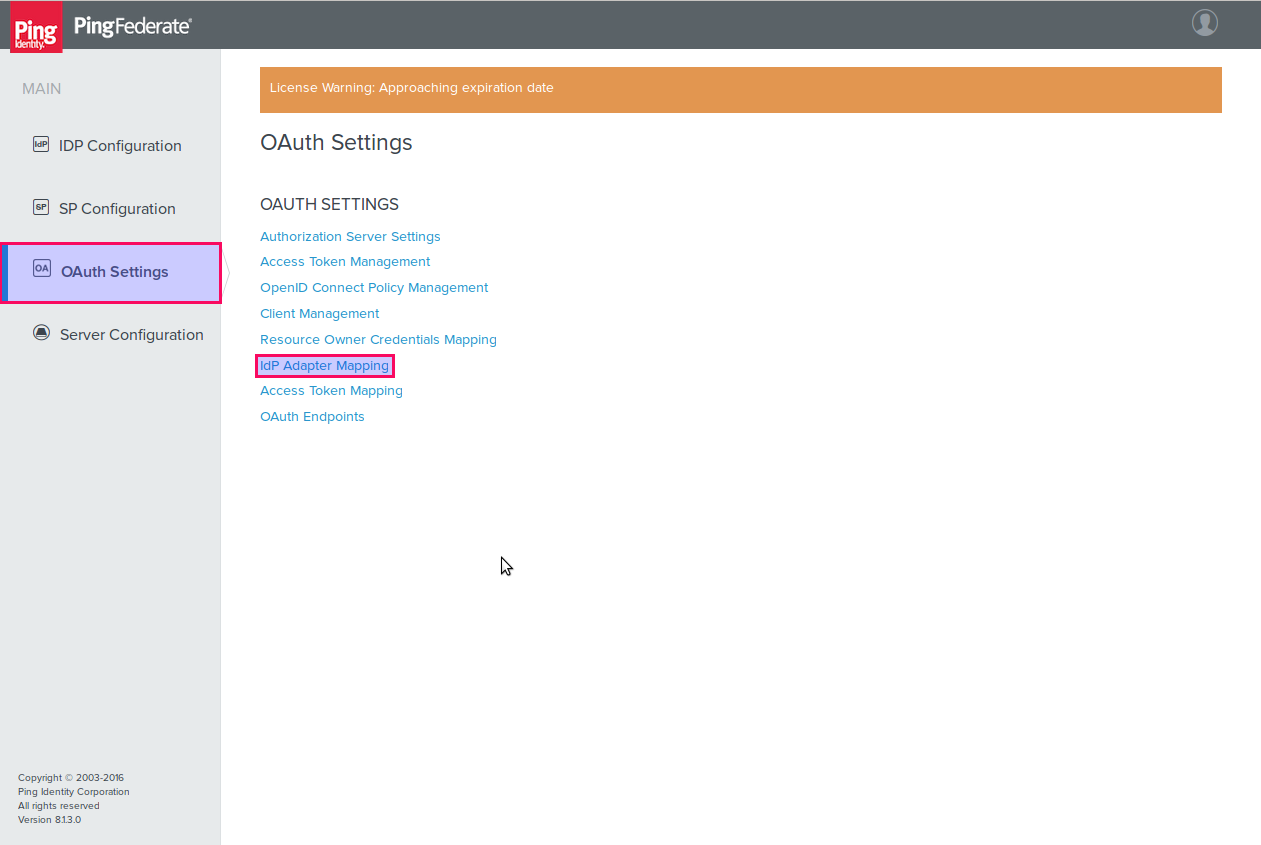 Ping
Identity.
PingFederate®
License Warning: Approaching expiration date
MAIN
IdP IDP Configuration
SP SP Configuration
OA OAuth Settings
Server Configuration
OAuth Settings
OAUTH SETTINGS
Authorization Server Settings
Access Token Management
OpenID Connect Policy Management
Client Management
Resource Owner Credentials Mapping
IdP Adapter Mapping
Access Token Mapping
OAuth Endpoints
Copyright © 2003-2016
Ping Identity Corporation
All rights reserved
Version 8.1.3.0